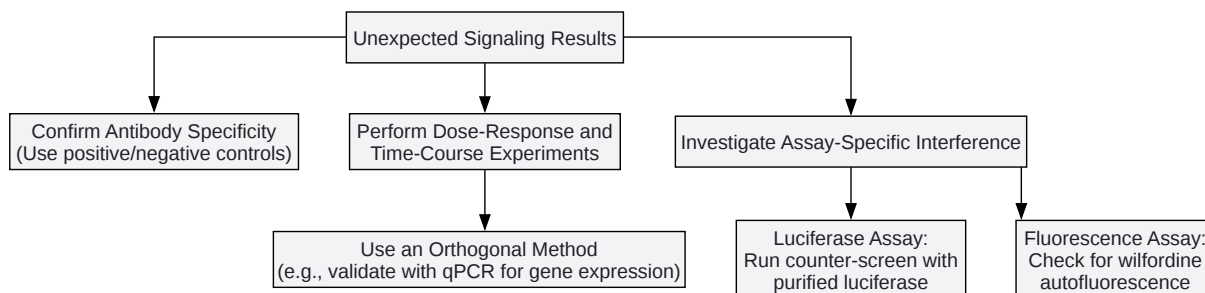 Unexpected Signaling Results
Confirm Antibody Specificity
(Use positive/negative controls)
Perform Dose-Response and
Time-Course Experiments
Investigate Assay-Specific Interference
Use an Orthogonal Method
(e.g., validate with qPCR for gene expression)
Luciferase Assay:
Run counter-screen with
purified luciferase
Fluorescence Assay:
Check for wilfordine
autofluorescence